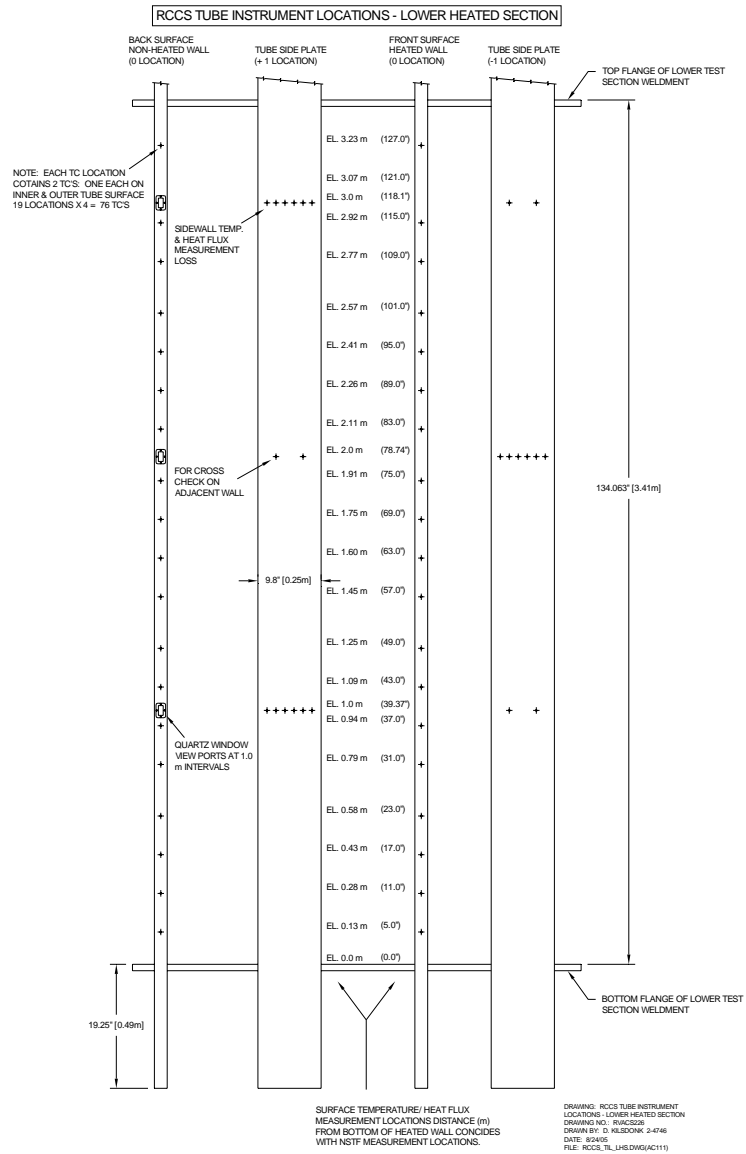 RCCS TUBE INSTRUMENT LOCATIONS - LOWER HEATED SECTION
BACK SURFACE
NON-HEATED WALL
(0 LOCATION)
TUBE SIDE PLATE
(+ 1 LOCATION)
FRONT SURFACE
HEATED WALL
(0 LOCATION)
TUBE SIDE PLATE
(-1 LOCATION)
TOP FLANGE OF LOWER TEST
SECTION WELDMENT
NOTE: EACH TC LOCATION
COTAINS 2 TC'S: ONE EACH ON
INNER & OUTER TUBE SURFACE
19 LOCATIONS X 4 = 76 TC'S
SIDEWALL TEMP.
& HEAT FLUX
MEASUREMENT
LOSS
EL. 3.23 m (127.0")
EL. 3.07 m (121.0")
EL. 3.0 m (118.1")
EL. 2.92 m (115.0")
EL. 2.77 m (109.0")
EL. 2.57 m (101.0")
EL. 2.41 m (95.0")
EL. 2.26 m (89.0")
EL. 2.11 m (83.0")
EL. 2.0 m (78.74")
EL. 1.91 m (75.0")
EL. 1.75 m (69.0")
EL. 1.60 m (63.0")
EL. 1.45 m (57.0")
EL. 1.25 m (49.0")
EL. 1.09 m (43.0")
EL. 1.0 m (39.37")
EL. 0.94 m (37.0")
EL. 0.79 m (31.0")
EL. 0.58 m (23.0")
EL. 0.43 m (17.0")
EL. 0.28 m (11.0")
EL. 0.13 m (5.0")
EL. 0.0 m (0.0")
FOR CROSS
CHECK ON
ADJACENT WALL
134.063" [3.41m]
9.8" [0.25m]
QUARTZ WINDOW
VIEW PORTS AT 1.0
m INTERVALS
19.25" [0.49m]
BOTTOM FLANGE OF LOWER TEST
SECTION WELDMENT
SURFACE TEMPERATURE/ HEAT FLUX
MEASUREMENT LOCATIONS DISTANCE (m)
FROM BOTTOM OF HEATED WALL CONCIDES
WITH NSTF MEASUREMENT LOCATIONS.
DRAWING: RCCS TUBE INSTRUMENT
LOCATIONS - LOWER HEATED SECTION
DRAWING NO.: RVACS226
DRAWN BY: D. KILSDONK 2-4746
DATE: 8/24/05
FILE: RCCS_TIL_LHS.DWG(AC111)